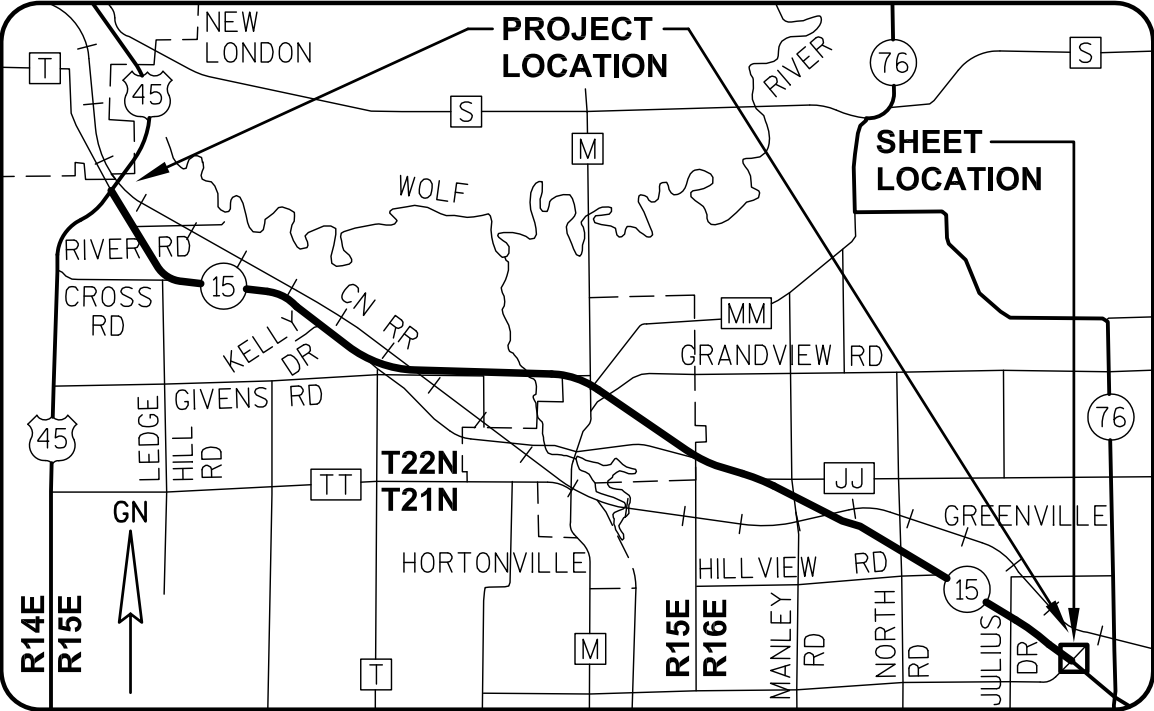 NEW
LONDON
PROJECT
LOCATION
T
45
S
M
RIVER
76
S
SHEET
LOCATION
WOLF
RIVER RD
CROSS
RD
15
CN RR
KELLY
DR
MM
GRANDVIEW RD
GIVENS RD
45
LEDGE
HILL
RD
76
T22N
T21N
TT
JJ
GN
GREENVILLE
HORTONVILLE
HILLVIEW RD
15
R14E
R15E
R15E
R16E
MANLEY
RD
NORTH
RD
JULIUS
DR
T
M